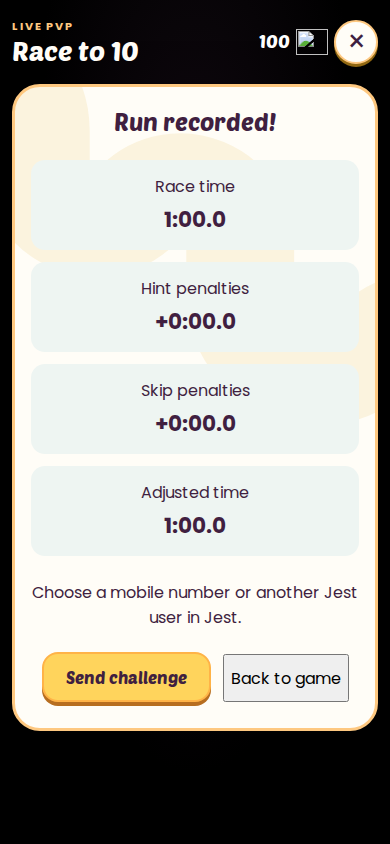 LIVE PVP
Race to 10
100
×
Run recorded!
Race time
1:00.0
Hint penalties
+0:00.0
Skip penalties
+0:00.0
Adjusted time
1:00.0
Choose a mobile number or another Jest
user in Jest.
Send challenge
Back to game